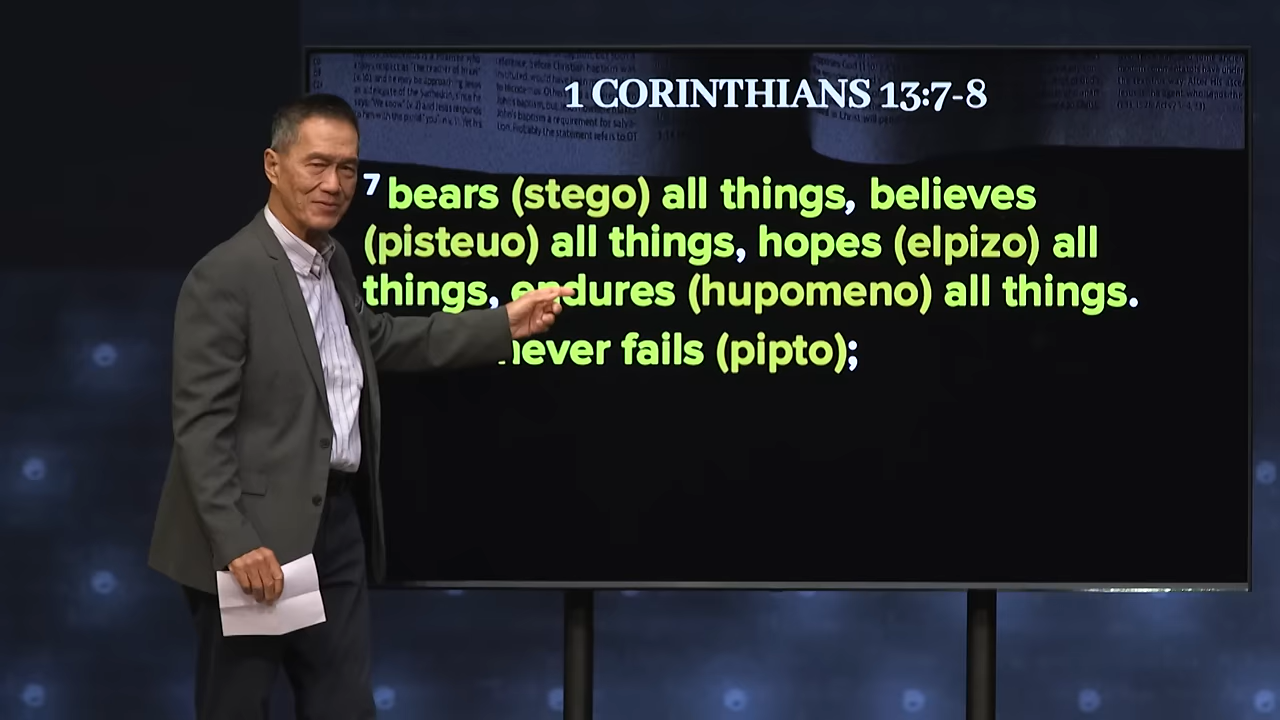 1 CORINTHIANS 13:7-8
7 bears (stego) all things, believes
(pisteuo) all things, hopes (elpizo) all
things, endures (hupomeno) all things.
never fails (pipto);